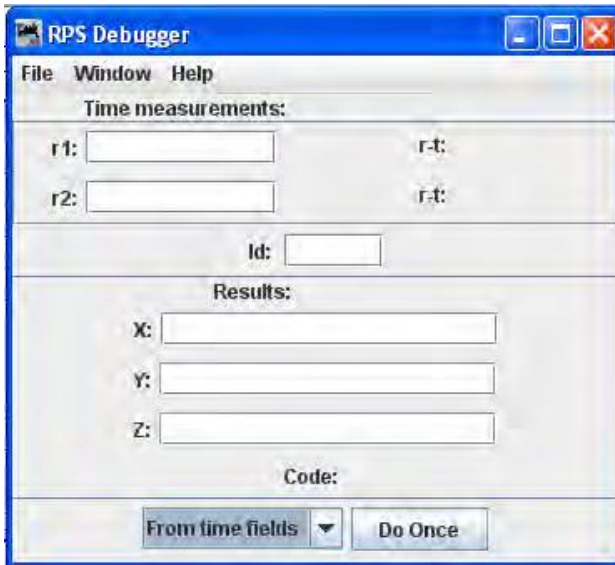 RPS Debugger
File Window Help
Time measurements:
r1: r-t:
r2: r-t:
Id:
Results:
X:
Y:
Z:
Code:
From time fields Do Once